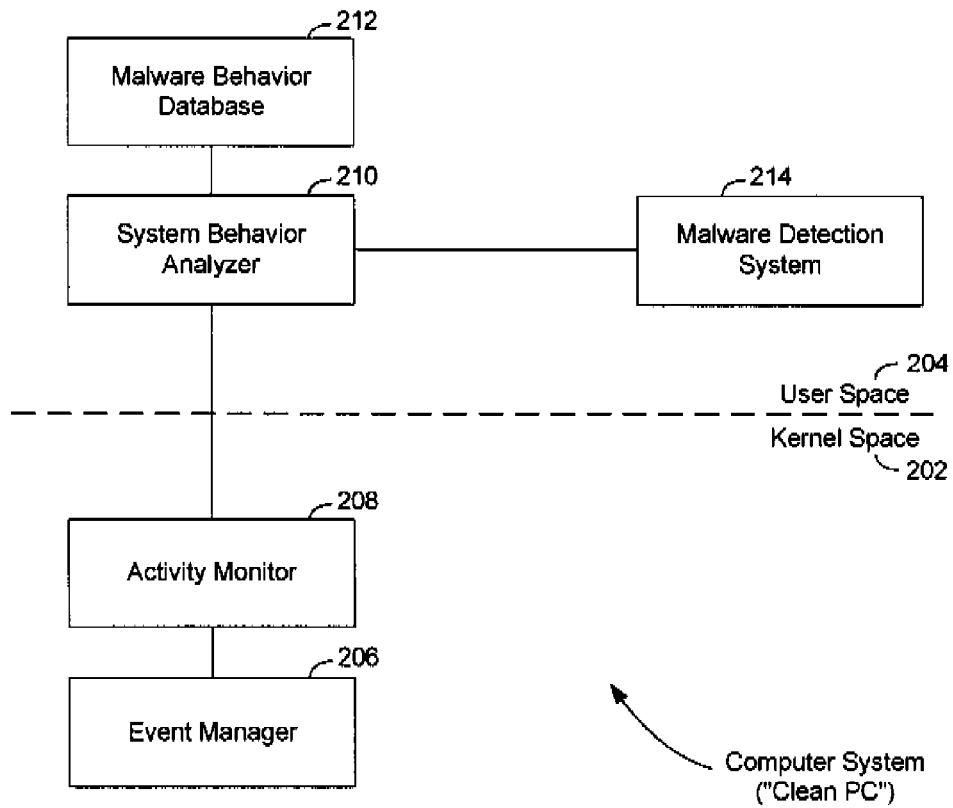 212
Malware Behavior
Database
210
System Behavior
Analyzer
214
Malware Detection
System
204
User Space
Kernel Space
202
208
Activity Monitor
206
Event Manager
Computer System
("Clean PC")